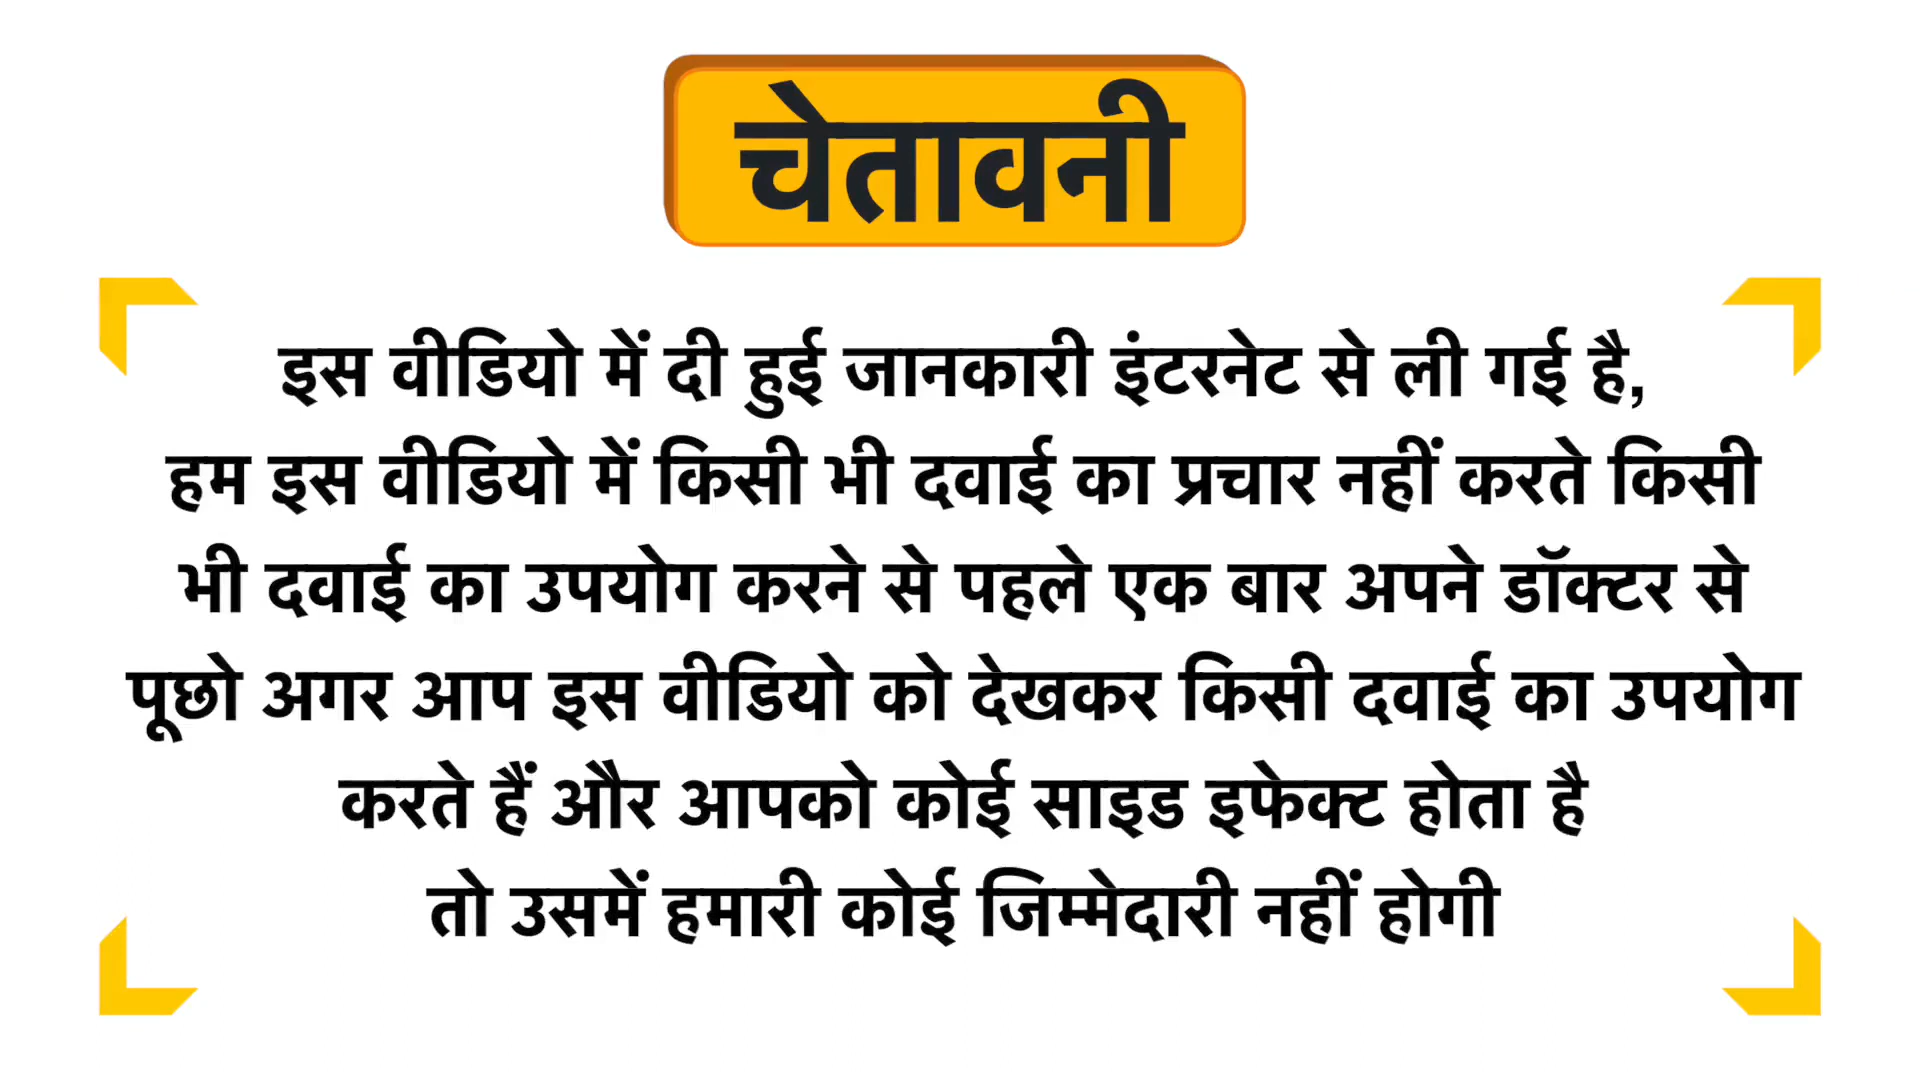 चेतावनी
इस वीडियो में दी हुई जानकारी इंटरनेट से ली गई है,
हम इस वीडियो में किसी भी दवाई का प्रचार नहीं करते किसी
भी दवाई का उपयोग करने से पहले एक बार अपने डॉक्टर से
पूछो अगर आप इस वीडियो को देखकर किसी दवाई का उपयोग
करते हैं और आपको कोई साइड इफेक्ट होता है
तो उसमें हमारी कोई जिम्मेदारी नहीं होगी